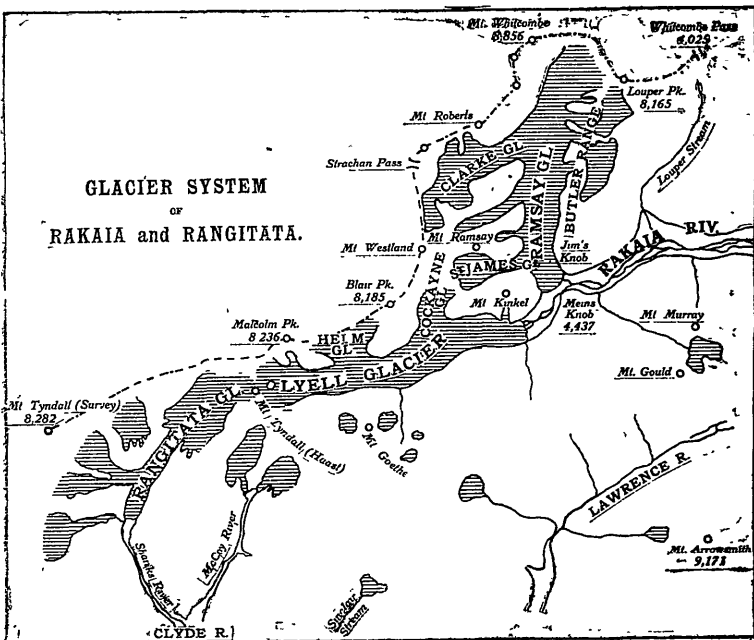 Mt. Whitcombe
8,856
Whitcombe Pass
6,025
Louper Pk.
8,165
Mt Roberts
Strachan Pass
CLARKE GL
RAMSAY GL
BUTLER RANGE
Louper Stream
GLACIER SYSTEM
OF
RAKAIA and RANGITATA.
Mt Westland
Mt Ramsay
St JAMES GL
Jim's
Knob
RAKAIA RIV.
Blair Pk.
8,185
COCKAYNE
GL
Mt Kinkel
Meins
Knob
4,437
Mt Murray
Malcolm Pk.
8 236
HEIM
GL
LYELL GLACIER
Mt. Gould
Mt Tyndall (Survey)
8,282
RANGITATA GL
Mt Tyndall (Haast)
Mt Goethe
LAWRENCE R.
McCoy River
Mt. Arrowsmith
9,171
Sinclair
Stream
CLYDE R.